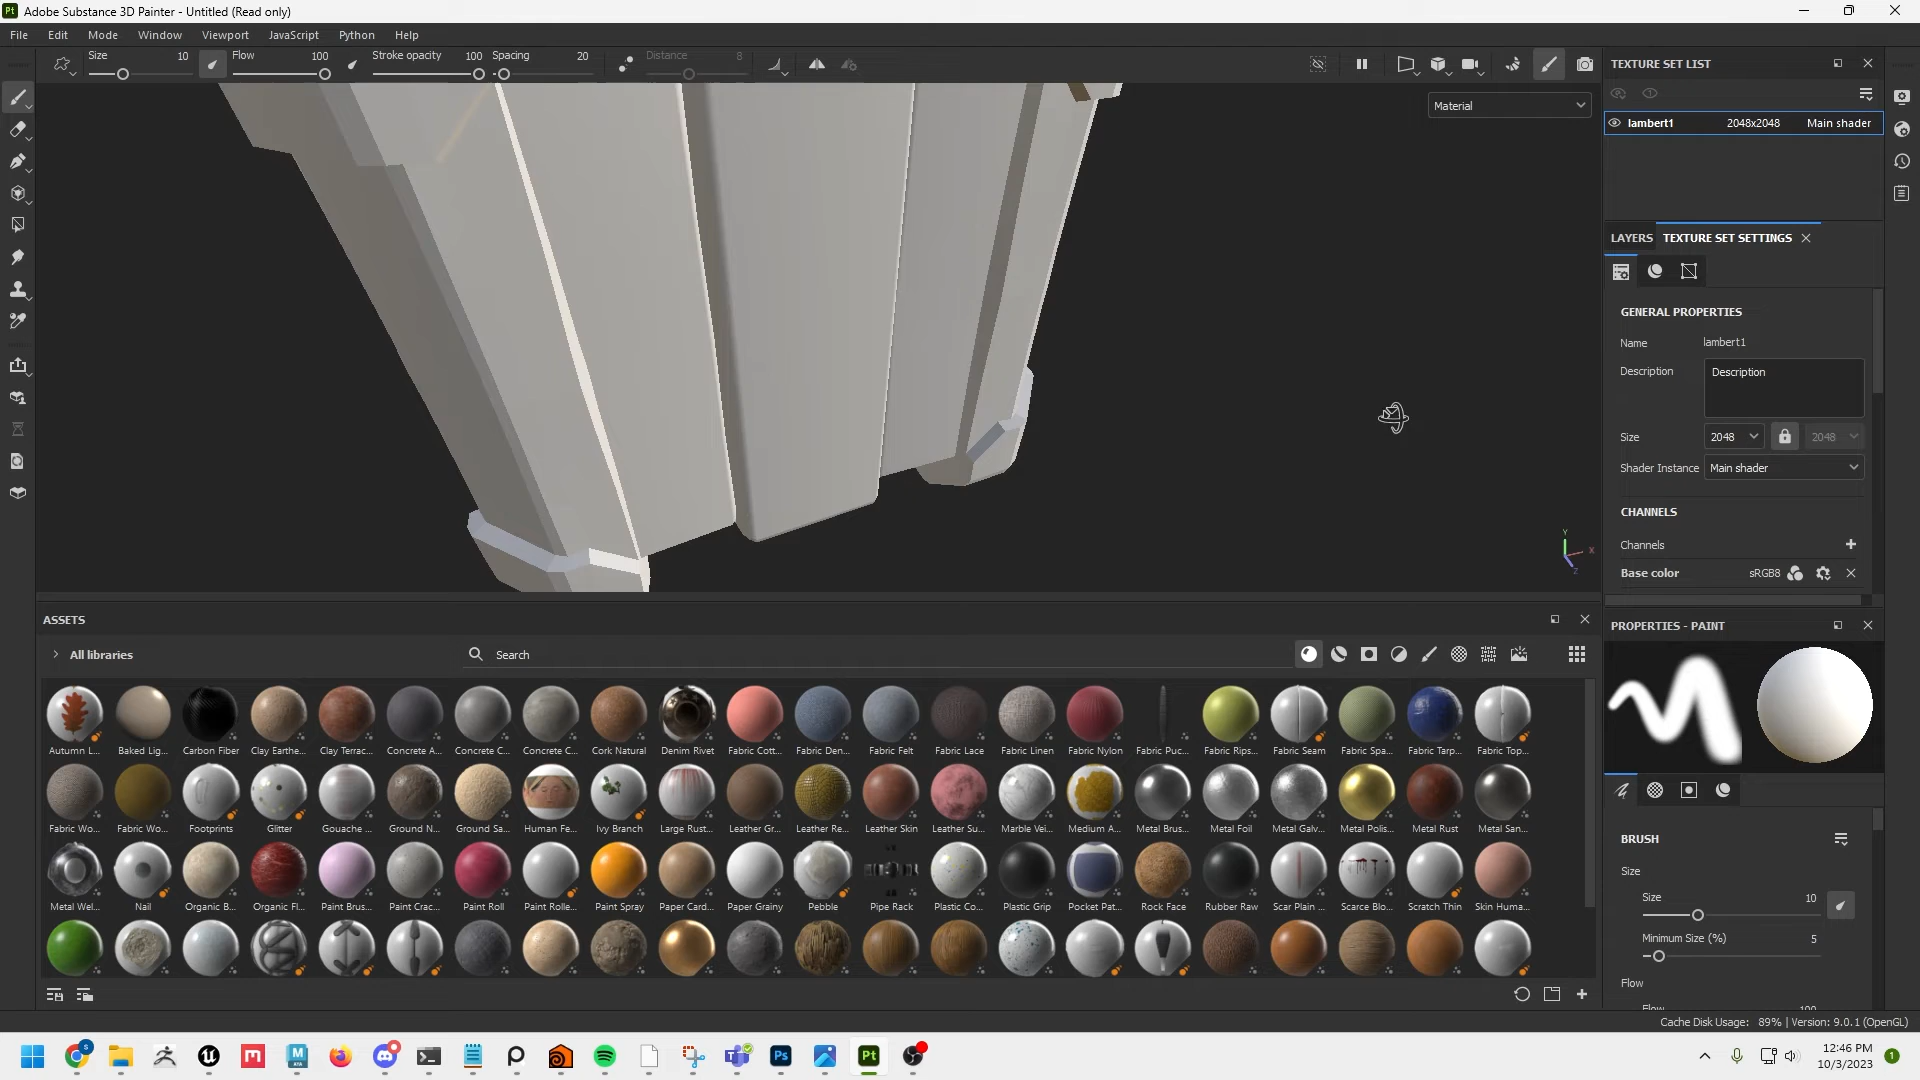 Adobe Substance 3D Painter - Untitled (Read only)
File Edit Mode Window Viewport JavaScript Python Help
Size 10 Flow 100 Stroke opacity 100 Spacing 20 Distance 8
Material
TEXTURE SET LIST
lambert1 2048x2048 Main shader
LAYERS TEXTURE SET SETTINGS
GENERAL PROPERTIES
Name lambert1
Description Description
Size 2048 2048
Shader Instance Main shader
CHANNELS
Channels
Base color sRGB8
Y
X
Z
ASSETS
All libraries Search
Autumn L... Baked Lig... Carbon Fiber Clay Earthe... Clay Terrac... Concrete A... Concrete C... Concrete C... Cork Natural Denim Rivet Fabric Cott... Fabric Den... Fabric Felt Fabric Lace Fabric Linen Fabric Nylon Fabric Puc... Fabric Rips... Fabric Seam Fabric Spa... Fabric Tarp... Fabric Top...
Fabric Wo... Fabric Wo... Footprints Glitter Gouache ... Ground N... Ground Sa... Human Fe... Ivy Branch Large Rust... Leather Gr... Leather Re... Leather Skin Leather Su... Marble Vei... Medium A... Metal Brus... Metal Foil Metal Galv... Metal Polis... Metal Rust Metal San...
Metal Wel... Nail Organic B... Organic Fl... Paint Brus... Paint Crac... Paint Roll Paint Rolle... Paint Spray Paper Card... Paper Grainy Pebble Pipe Rack Plastic Co... Plastic Grip Pocket Pat... Rock Face Rubber Raw Scar Plain ... Scarce Blo... Scratch Thin Skin Huma...
PROPERTIES - PAINT
BRUSH
Size
Size 10
Minimum Size (%) 5
Flow
Flow 100
Cache Disk Usage: 89% | Version: 9.0.1 (OpenGL)
12:46 PM
10/3/2023
1